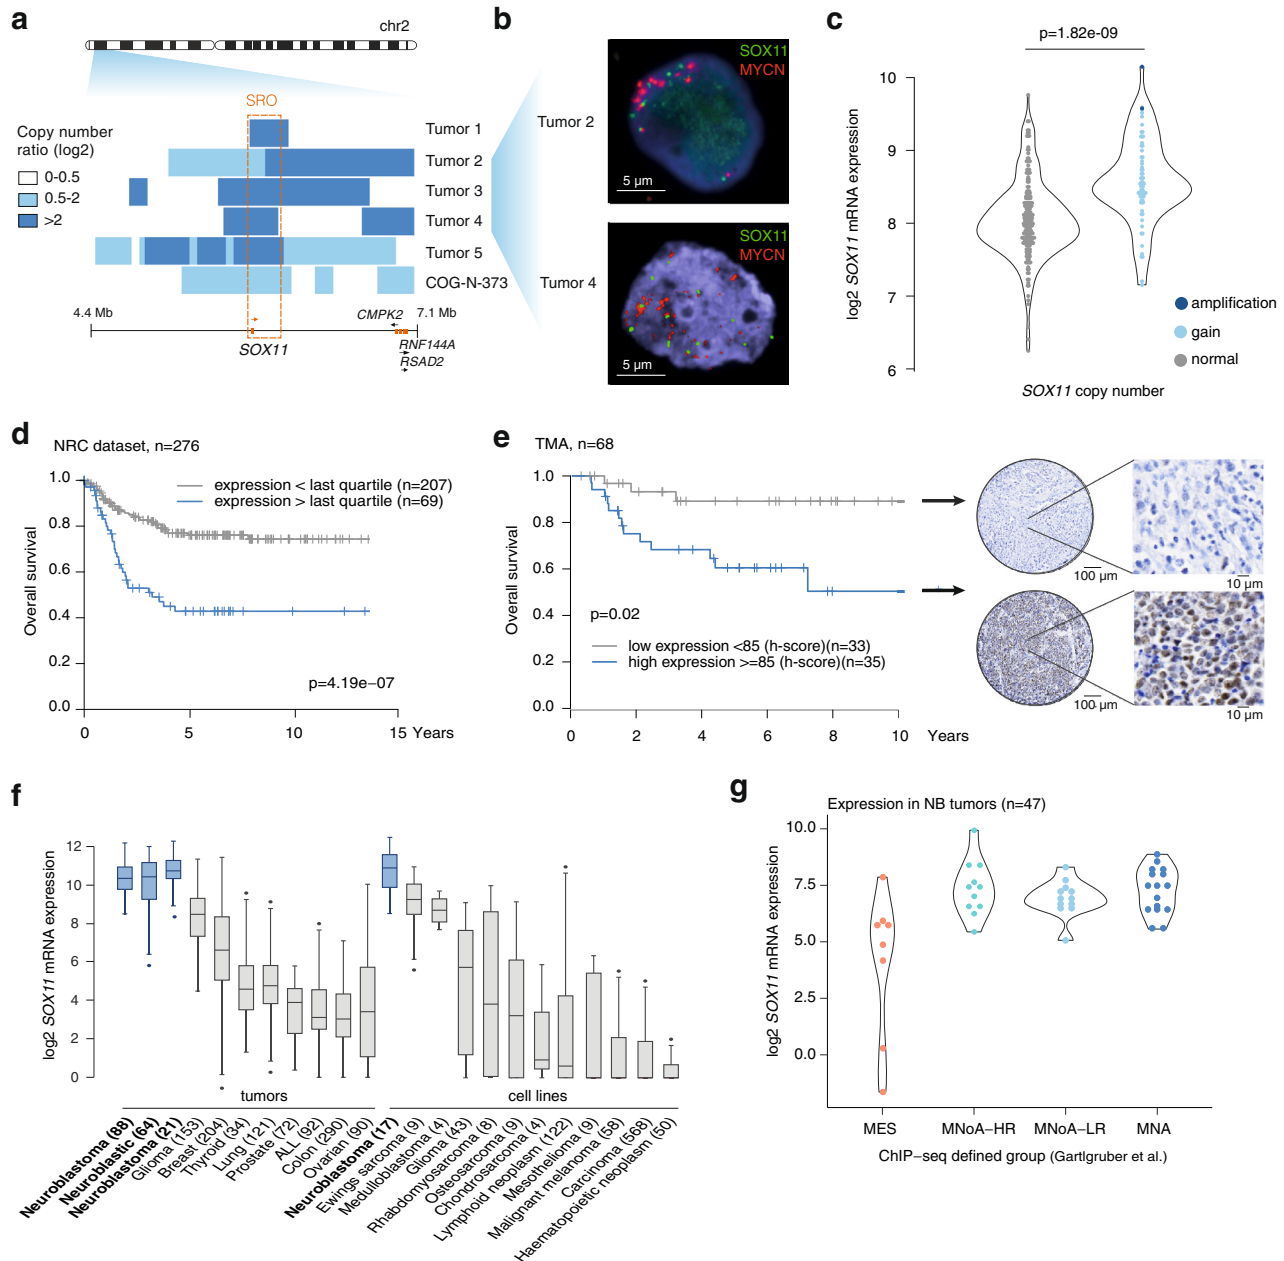 a
chr2
SRO
Copy number
ratio (log2)
0-0.5
0.5-2
>2
Tumor 1
Tumor 2
Tumor 3
Tumor 4
Tumor 5
COG-N-373
4.4 Mb
CMPK2
7.1 Mb
SOX11
RNF144A
RSAD2
b
Tumor 2
SOX11
MYCN
5 µm
Tumor 4
SOX11
MYCN
5 µm
c
p=1.82e-09
log2 SOX11 mRNA expression
10
9
8
7
6
amplification
gain
normal
SOX11 copy number
d
NRC dataset, n=276
Overall survival
1.0
0.8
0.6
0.4
0.2
0.0
expression < last quartile (n=207)
expression > last quartile (n=69)
p=4.19e−07
0
5
10
15
Years
e
TMA, n=68
Overall survival
1.0
0.8
0.6
0.4
0.2
0.0
p=0.02
low expression <85 (h-score)(n=33)
high expression >=85 (h-score)(n=35)
0
2
4
6
8
10
Years
100 µm
10 µm
100 µm
10 µm
f
log2 SOX11 mRNA expression
12
10
8
6
4
2
0
tumors
cell lines
Neuroblastoma (88)
Neuroblastic (64)
Neuroblastoma (21)
Glioma (153)
Breast (204)
Thyroid (34)
Lung (121)
Prostate (72)
ALL (92)
Colon (290)
Ovarian (90)
Neuroblastoma (17)
Ewings sarcoma (9)
Medulloblastoma (4)
Glioma (43)
Rhabdomyosarcoma (8)
Osteosarcoma (9)
Chondrosarcoma (4)
Lymphoid neoplasm (122)
Mesothelioma (9)
Malignant melanoma (58)
Carcinoma (568)
Haematopoietic neoplasm (50)
g
Expression in NB tumors (n=47)
log2 SOX11 mRNA expression
10.0
7.5
5.0
2.5
0.0
MES
MNoA−HR
MNoA−LR
MNA
ChIP−seq defined group (Gartlgruber et al.)